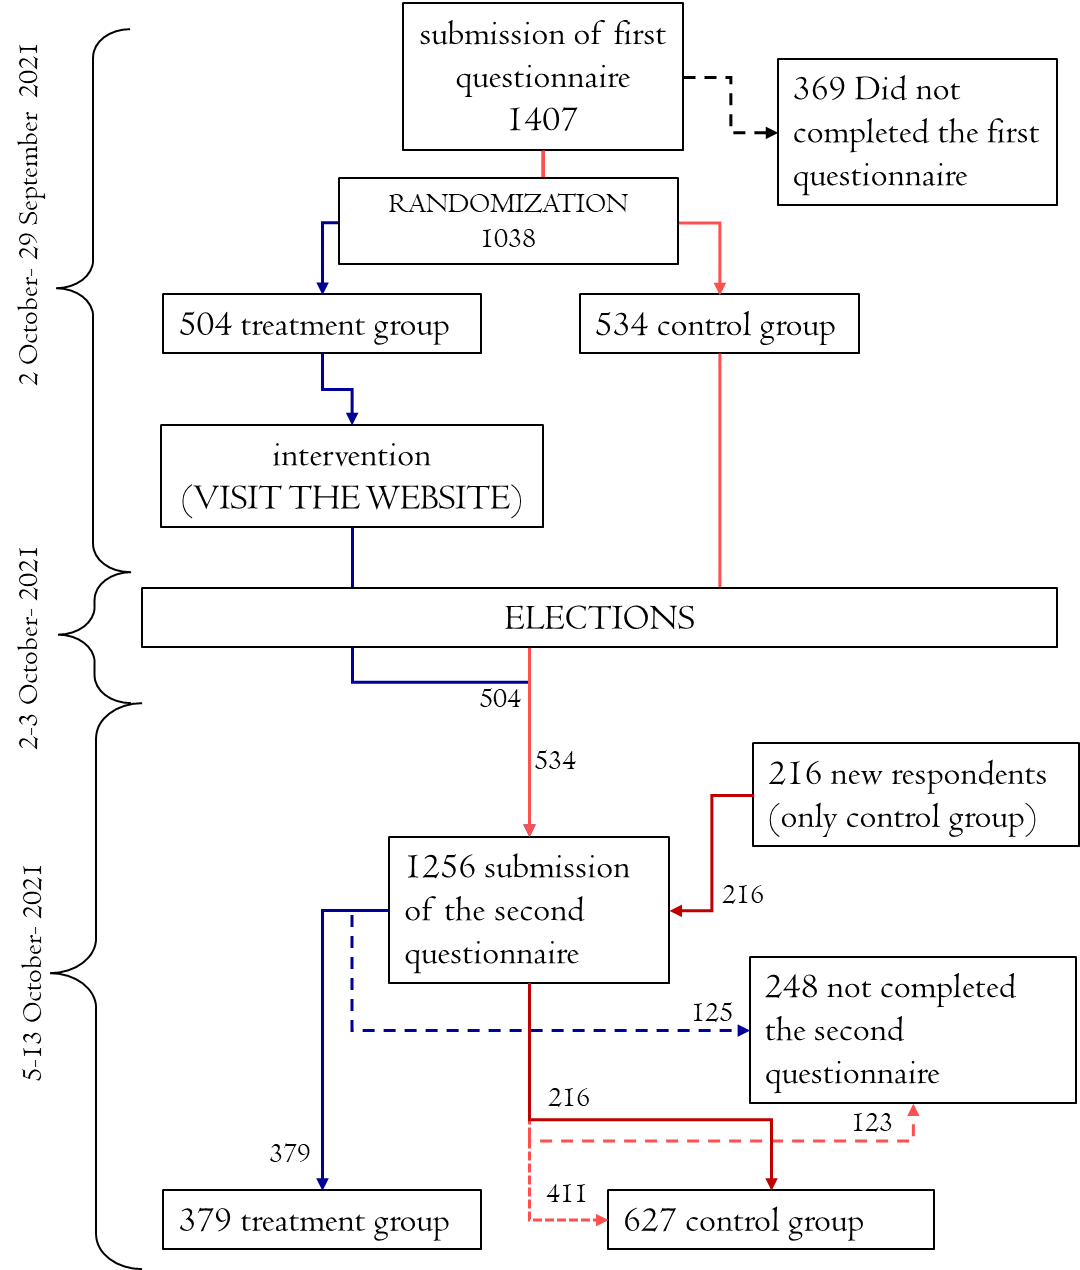 submission of first
questionnaire
1407
369 Did not
completed the first
questionnaire
RANDOMIZATION
1038
504 treatment group
534 control group
intervention
(VISIT THE WEBSITE)
2 October- 29 September 2021
ELECTIONS
2-3 October- 2021
504
534
216 new respondents
(only control group)
216
1256 submission
of the second
questionnaire
248 not completed
the second
questionnaire
125
216
123
379
411
379 treatment group
627 control group
5-13 October- 2021